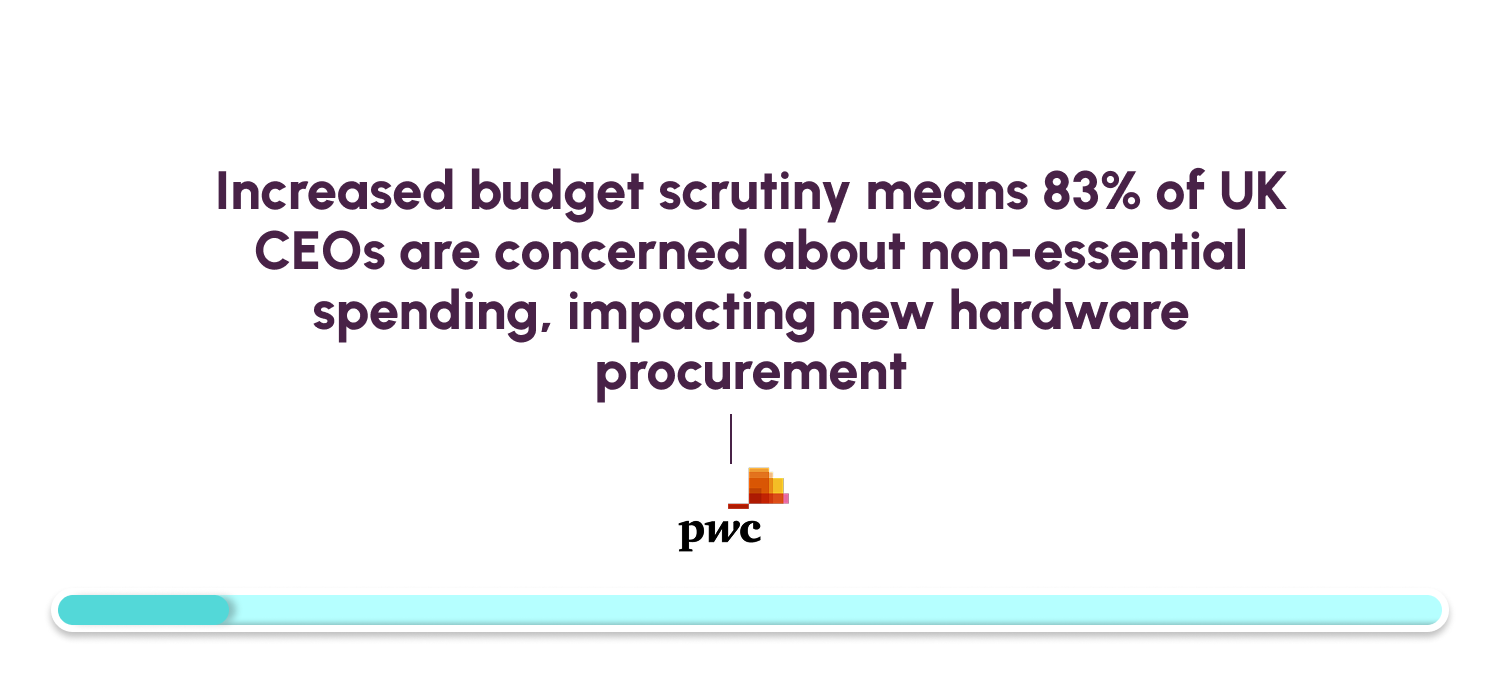 Increased budget scrutiny means 83% of UK
CEOs are concerned about non-essential
spending, impacting new hardware
procurement
pwc